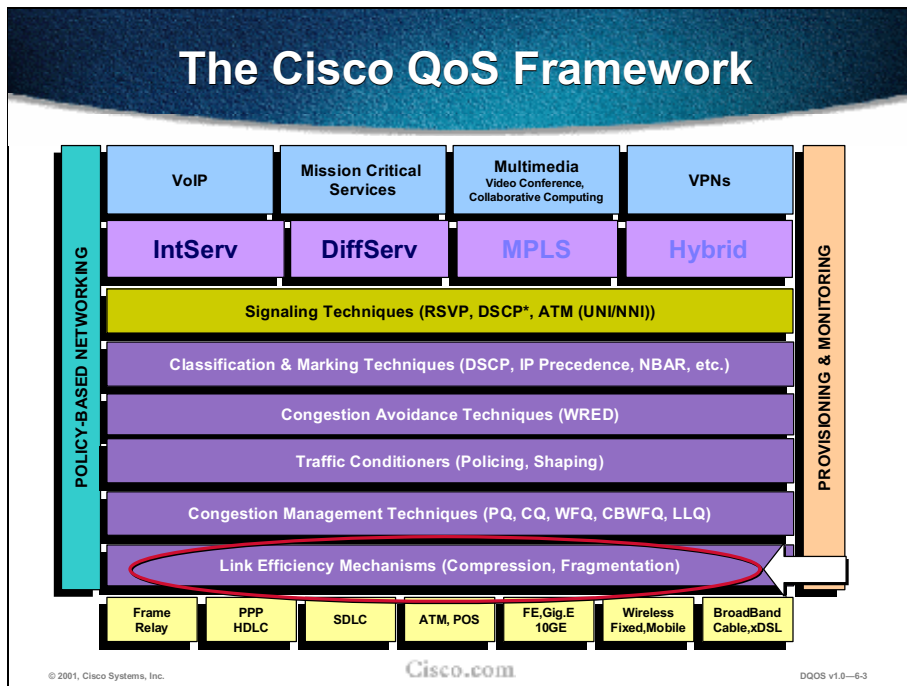 The Cisco QoS Framework
POLICY-BASED NETWORKING
VoIP
Mission Critical
Services
Multimedia
Video Conference,
Collaborative Computing
VPNs
PROVISIONING & MONITORING
IntServ
DiffServ
MPLS
Hybrid
Signaling Techniques (RSVP, DSCP*, ATM (UNI/NNI))
Classification & Marking Techniques (DSCP, IP Precedence, NBAR, etc.)
Congestion Avoidance Techniques (WRED)
Traffic Conditioners (Policing, Shaping)
Congestion Management Techniques (PQ, CQ, WFQ, CBWFQ, LLQ)
Link Efficiency Mechanisms (Compression, Fragmentation)
Frame
Relay
PPP
HDLC
SDLC
ATM, POS
FE,Gig.E
10GE
Wireless
Fixed,Mobile
BroadBand
Cable,xDSL
© 2001, Cisco Systems, Inc.
Cisco.com
DQOS v1.0—6-3